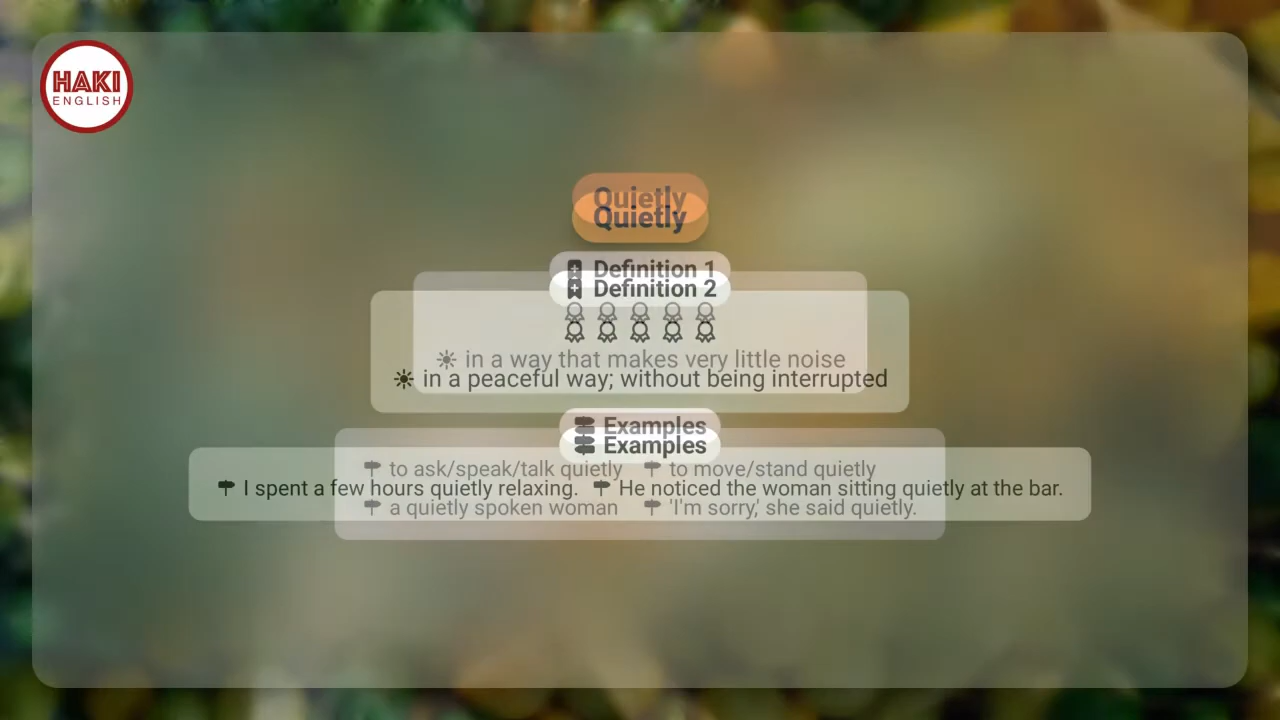 HAKI
ENGLISH
Quietly
Quietly
Definition 1
Definition 2
in a way that makes very little noise
in a peaceful way; without being interrupted
Examples
Examples
to ask/speak/talk quietly to move/stand quietly
I spent a few hours quietly relaxing. He noticed the woman sitting quietly at the bar.
a quietly spoken woman 'I'm sorry,' she said quietly.